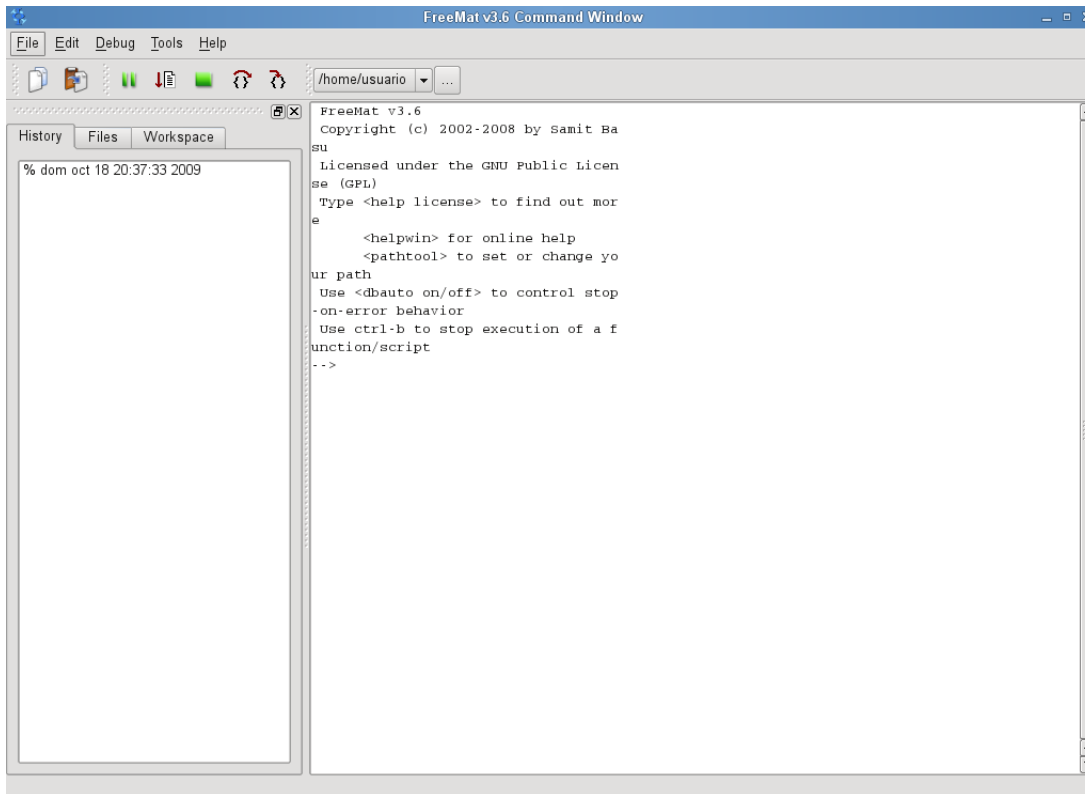 FreeMat v3.6 Command Window
File Edit Debug Tools Help
/home/usuario ...
History Files Workspace
% dom oct 18 20:37:33 2009
FreeMat v3.6
Copyright (c) 2002-2008 by Samit Ba
su
Licensed under the GNU Public Licen
se (GPL)
Type <help license> to find out mor
e
<helpwin> for online help
<pathtool> to set or change yo
ur path
Use <dbauto on/off> to control stop
-on-error behavior
Use ctrl-b to stop execution of a f
unction/script
-->